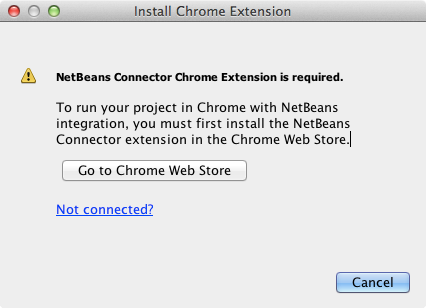 Install Chrome Extension
NetBeans Connector Chrome Extension is required.
To run your project in Chrome with NetBeans
integration, you must first install the NetBeans
Connector extension in the Chrome Web Store.
Go to Chrome Web Store
Not connected?
Cancel